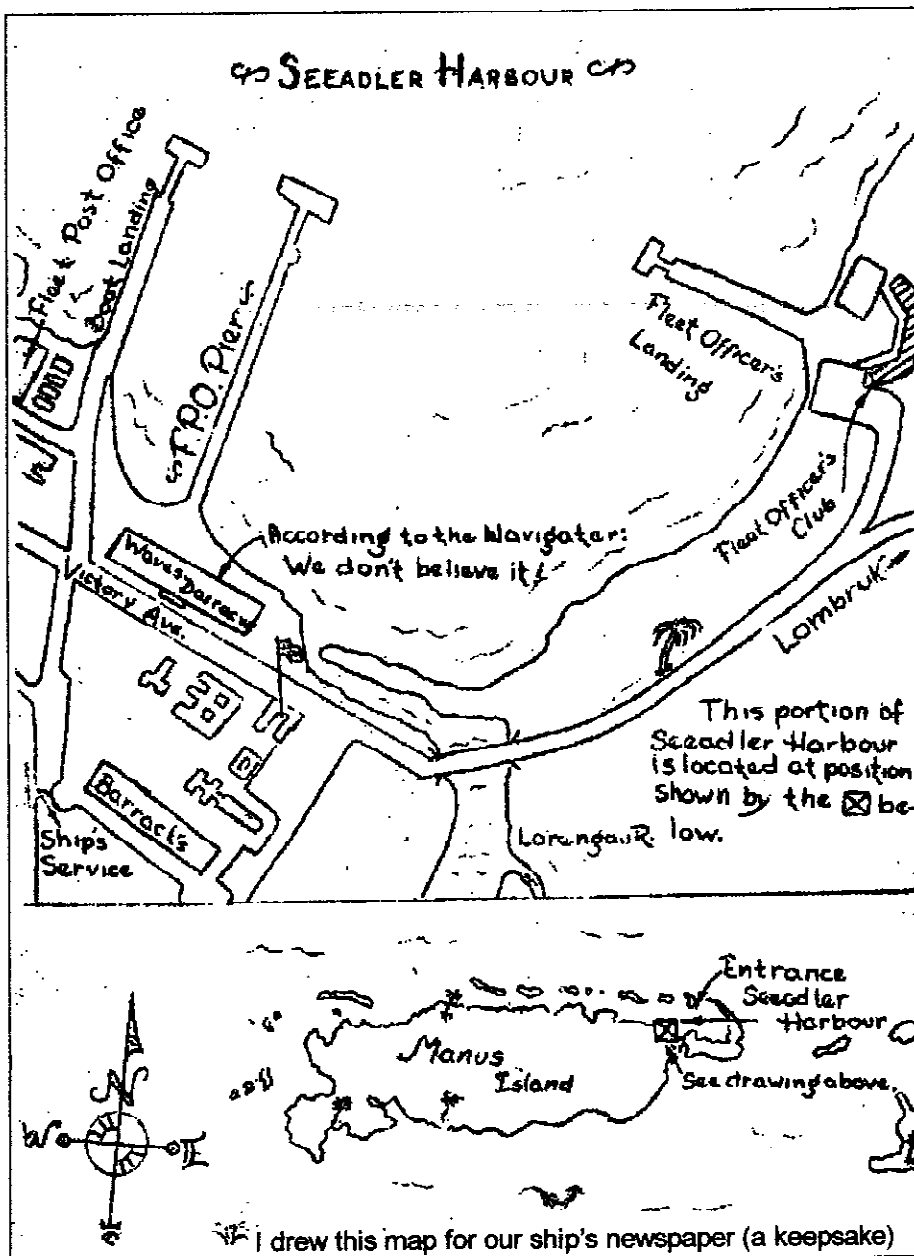 SEEADLER HARBOUR
Fleet Post Office
Boat Landing
F.P.O. Pier
Fleet Officer's
Landing
Fleet Officer's
Club
According to the Navigater:
We don't believe it!
Waves Barracks
Victory Ave.
Lombruk
This portion of
Seeadler Harbour
is located at position
shown by the ☒ be-
low.
Lorengau R.
Barract's
Ship's
Service
Entrance
Seeadler
Harbour
Manus
Island
See drawing above.
N
W
E
I drew this map for our ship's newspaper (a keepsake)